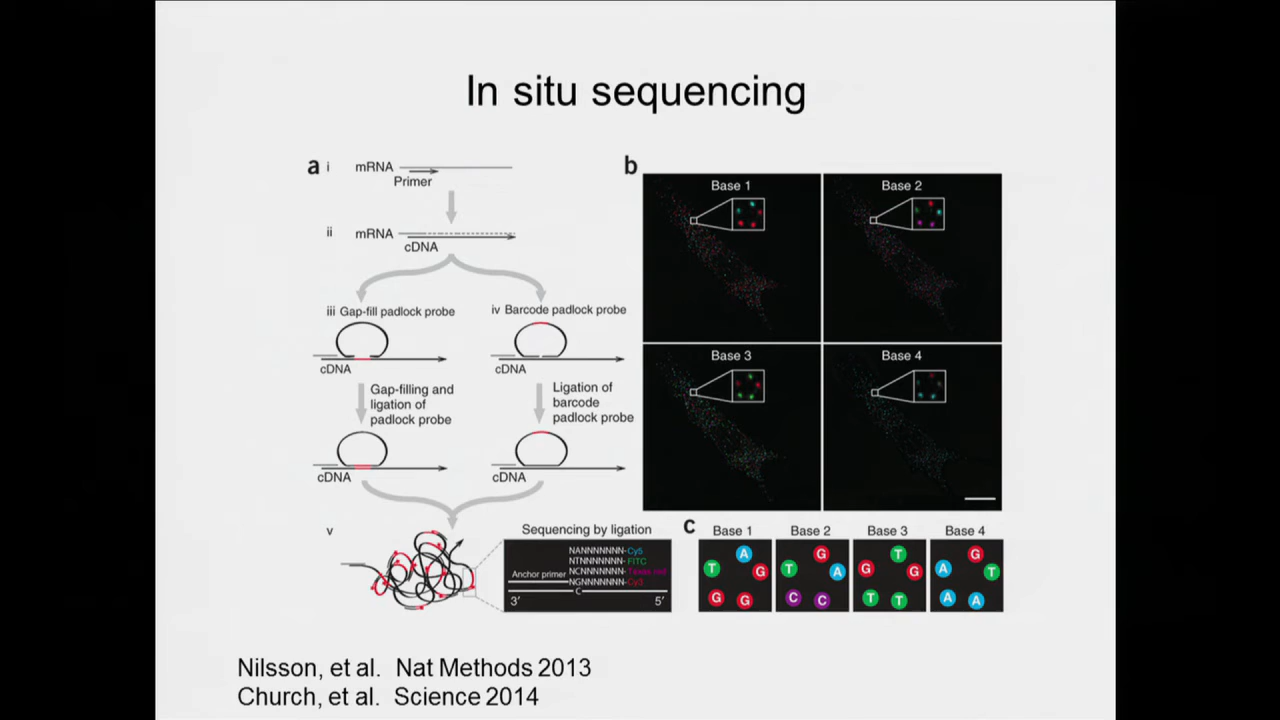 In situ sequencing
a i mRNA
Primer
ii mRNA
cDNA
iii Gap-fill padlock probe
cDNA
Gap-filling and
ligation of
padlock probe
cDNA
iv Barcode padlock probe
cDNA
Ligation of
barcode
padlock probe
cDNA
v
Sequencing by ligation
NANNNNNNN-Cy5
NTNNNNNNN-FITC
NCNNNNNNN-Texas red
NGNNNNNNN-Cy3
Anchor primer
C
3′ 5′
b
Base 1 Base 2
Base 3 Base 4
c Base 1 Base 2 Base 3 Base 4
A G T G
T G T A G G A T
G G C C T T A A
Nilsson, et al. Nat Methods 2013
Church, et al. Science 2014